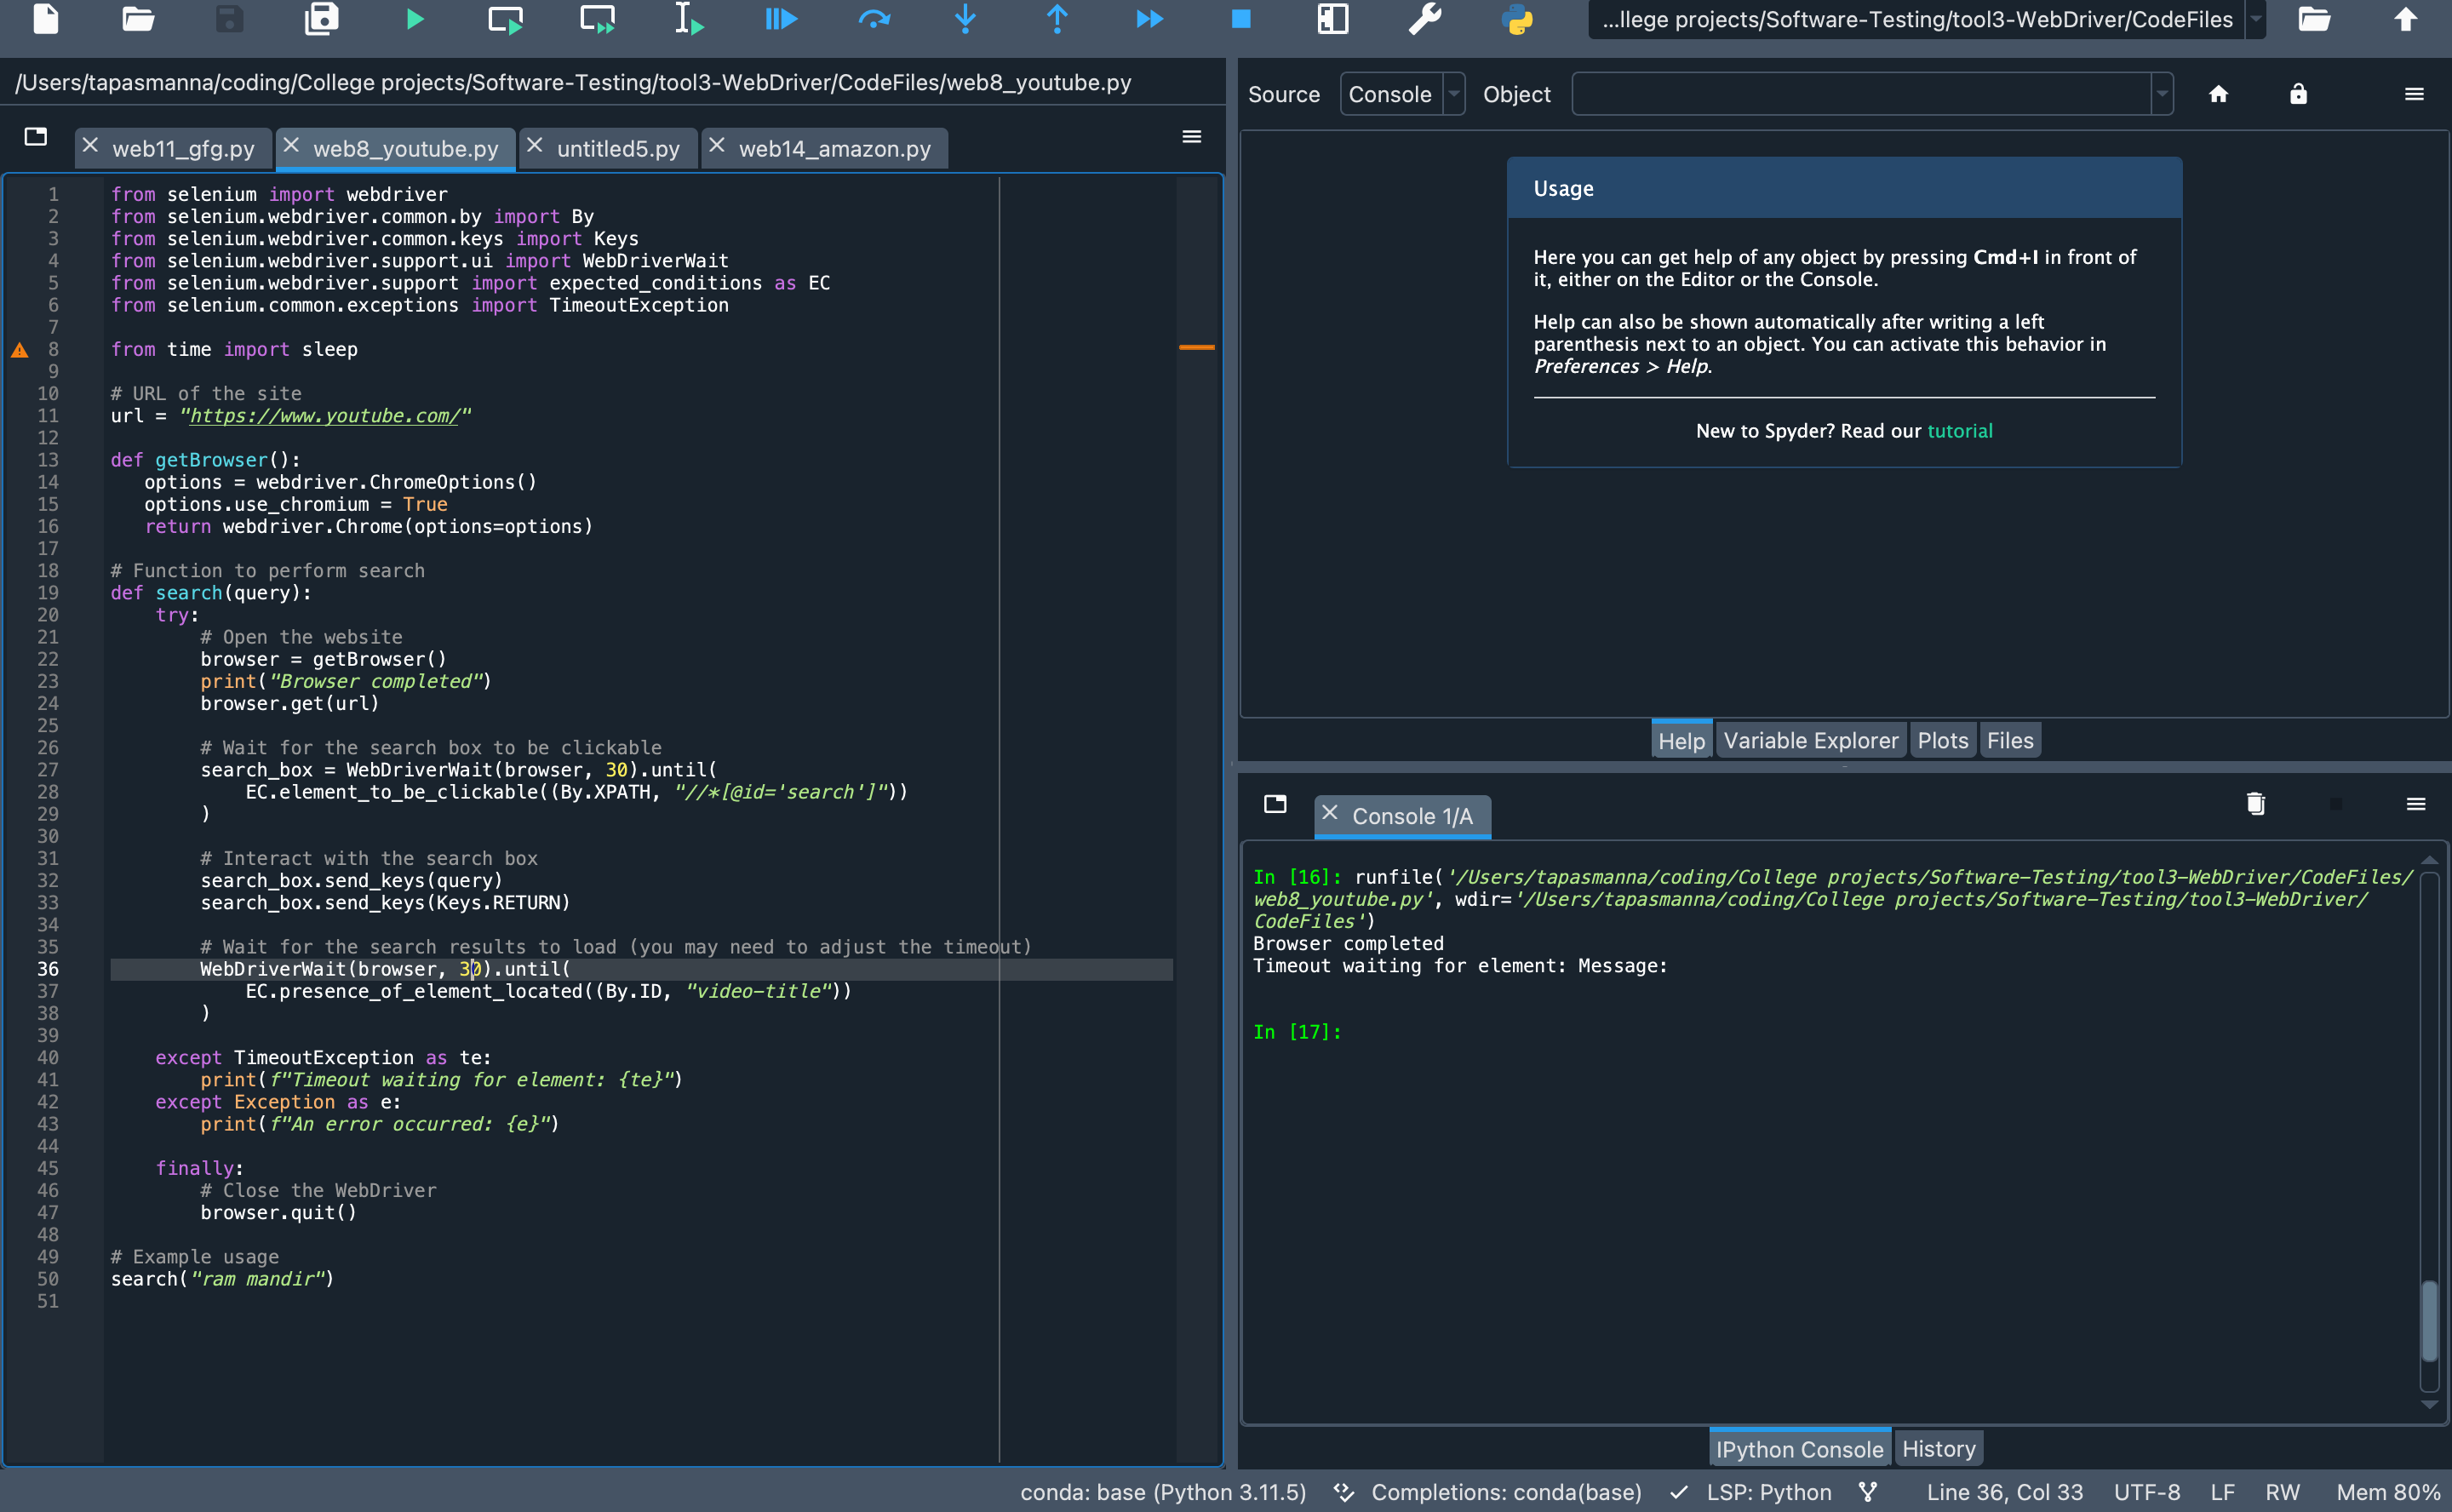 ...llege projects/Software-Testing/tool3-WebDriver/CodeFiles
/Users/tapasmanna/coding/College projects/Software-Testing/tool3-WebDriver/CodeFiles/web8_youtube.py
web11_gfg.py
web8_youtube.py
untitled5.py
web14_amazon.py
1 from selenium import webdriver
2 from selenium.webdriver.common.by import By
3 from selenium.webdriver.common.keys import Keys
4 from selenium.webdriver.support.ui import WebDriverWait
5 from selenium.webdriver.support import expected_conditions as EC
6 from selenium.common.exceptions import TimeoutException
7
8 from time import sleep
9
10 # URL of the site
11 url = "https://www.youtube.com/"
12
13 def getBrowser():
14    options = webdriver.ChromeOptions()
15    options.use_chromium = True
16    return webdriver.Chrome(options=options)
17
18 # Function to perform search
19 def search(query):
20     try:
21         # Open the website
22         browser = getBrowser()
23         print("Browser completed")
24         browser.get(url)
25
26         # Wait for the search box to be clickable
27         search_box = WebDriverWait(browser, 30).until(
28             EC.element_to_be_clickable((By.XPATH, "//*[@id='search']"))
29         )
30
31         # Interact with the search box
32         search_box.send_keys(query)
33         search_box.send_keys(Keys.RETURN)
34
35         # Wait for the search results to load (you may need to adjust the timeout)
36         WebDriverWait(browser, 30).until(
37             EC.presence_of_element_located((By.ID, "video-title"))
38         )
39
40     except TimeoutException as te:
41         print(f"Timeout waiting for element: {te}")
42     except Exception as e:
43         print(f"An error occurred: {e}")
44
45     finally:
46         # Close the WebDriver
47         browser.quit()
48
49 # Example usage
50 search("ram mandir")
51
Source Console Object
Usage
Here you can get help of any object by pressing Cmd+I in front of
it, either on the Editor or the Console.
Help can also be shown automatically after writing a left
parenthesis next to an object. You can activate this behavior in
Preferences > Help.
New to Spyder? Read our tutorial
Help Variable Explorer Plots Files
Console 1/A
In [16]: runfile('/Users/tapasmanna/coding/College projects/Software-Testing/tool3-WebDriver/CodeFiles/
web8_youtube.py', wdir='/Users/tapasmanna/coding/College projects/Software-Testing/tool3-WebDriver/
CodeFiles')
Browser completed
Timeout waiting for element: Message:
In [17]:
IPython Console History
conda: base (Python 3.11.5) Completions: conda(base) LSP: Python Line 36, Col 33 UTF-8 LF RW Mem 80%